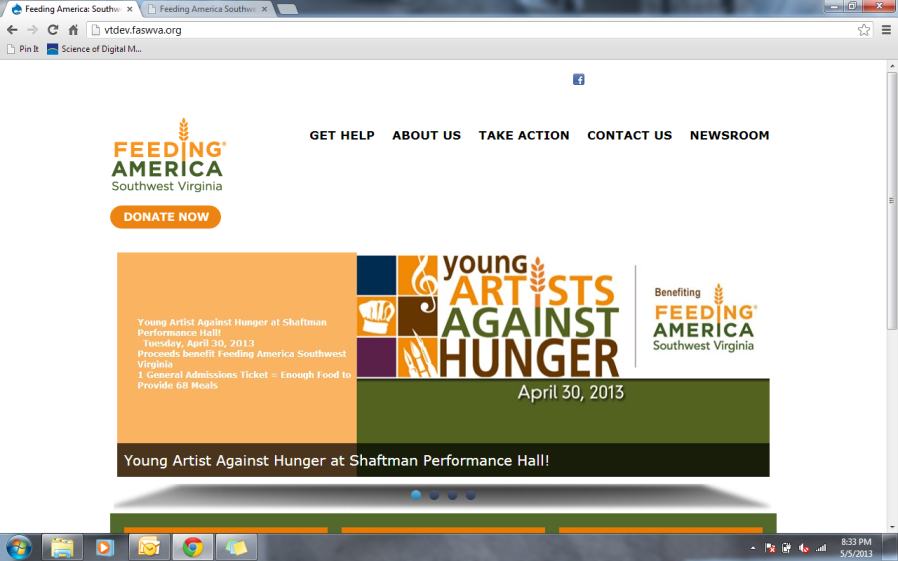 Feeding America: Southw
Feeding America Southwe
vtdev.faswva.org
Pin It
Science of Digital M...
GET HELP ABOUT US TAKE ACTION CONTACT US NEWSROOM
FEEDING®
AMERICA
Southwest Virginia
DONATE NOW
Young Artist Against Hunger at Shaftman
Performance Hall!
Tuesday, April 30, 2013
Proceeds benefit Feeding America Southwest
Virginia
1 General Admissions Ticket = Enough Food to
Provide 68 Meals
young
ARTISTS
AGAINST
HUNGER
April 30, 2013
Benefiting
FEEDING®
AMERICA
Southwest Virginia
Young Artist Against Hunger at Shaftman Performance Hall!
8:33 PM
5/5/2013